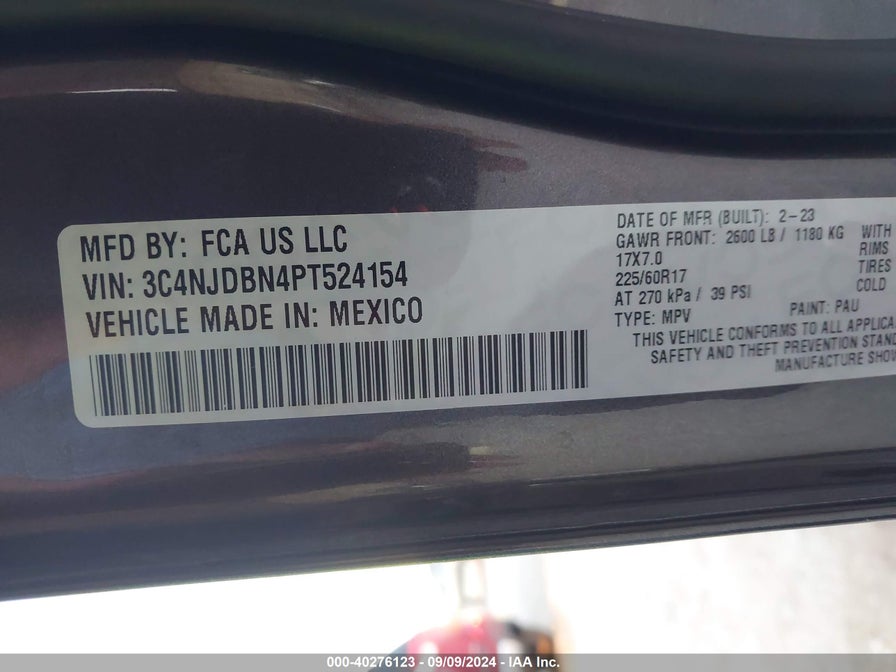 MFD BY: FCA US LLC
VIN: 3C4NJDBN4PT524154
VEHICLE MADE IN: MEXICO
DATE OF MFR (BUILT): 2-23
GAWR FRONT: 2600 LB / 1180 KG WITH
17X7.0 RIMS
225/60R17 TIRES
AT 270 kPa / 39 PSI COLD
TYPE: MPV PAINT: PAU
THIS VEHICLE CONFORMS TO ALL APPLICA
SAFETY AND THEFT PREVENTION STAN
MANUFACTURE SHOW
000-40276123 - 09/09/2024 - IAA Inc.